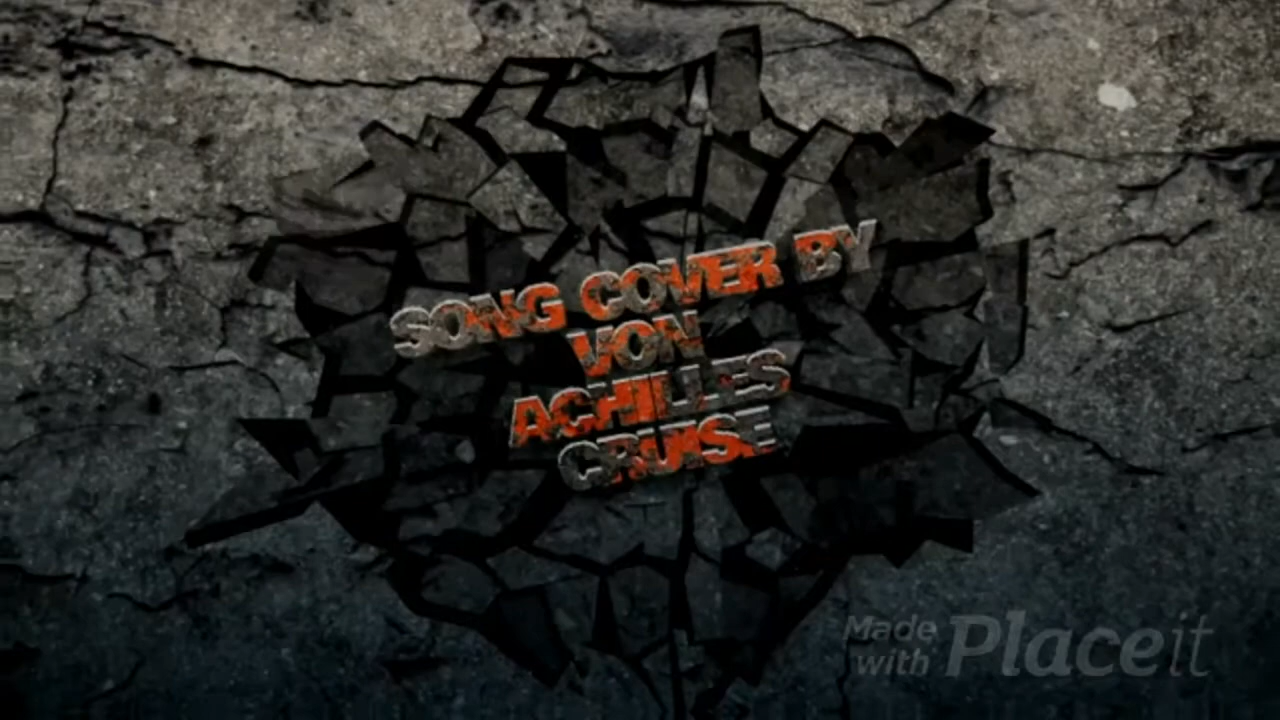 SONG COVER BY
VON
ACHILLES
CRUISE
Made
with Placeit